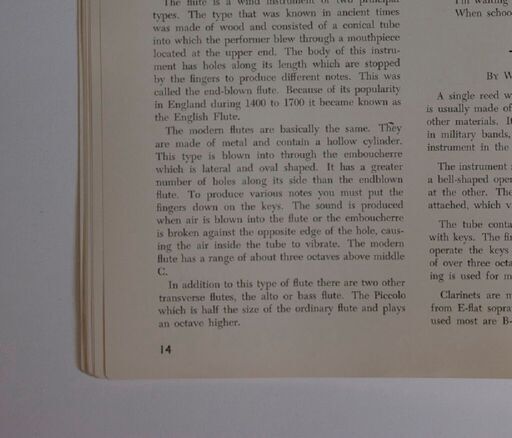 The flute is a wind instrument of two principal
types. The type that was known in ancient times
was made of wood and consisted of a conical tube
into which the performer blew through a mouthpiece
located at the upper end. The body of this instru-
ment has holes along its length which are stopped
by the fingers to produce different notes. This was
called the end-blown flute. Because of its popularity
in England during 1400 to 1700 it became known as
the English Flute.
The modern flutes are basically the same. They
are made of metal and contain a hollow cylinder.
This type is blown into through the embouchere
which is lateral and oval shaped. It has a greater
number of holes along its side than the endblown
flute. To produce various notes you must put the
fingers down on the keys. The sound is produced
when air is blown into the flute or the embouchere
is broken against the opposite edge of the hole, caus-
ing the air inside the tube to vibrate. The modern
flute has a range of about three octaves above middle
C.
In addition to this type of flute there are two other
transverse flutes, the alto or bass flute. The Piccolo
which is half the size of the ordinary flute and plays
an octave higher.
14
I'm waiting
When schoo
By W
A single reed w
is usually made of
other materials. It
in military bands,
instrument in the
The instrument
a bell-shaped oper
at the other. The
attached, which v
The tube conta
with keys. The fi
operate the keys
of over three octa
ing is used for m
Clarinets are m
from E-flat sopra
used most are B-